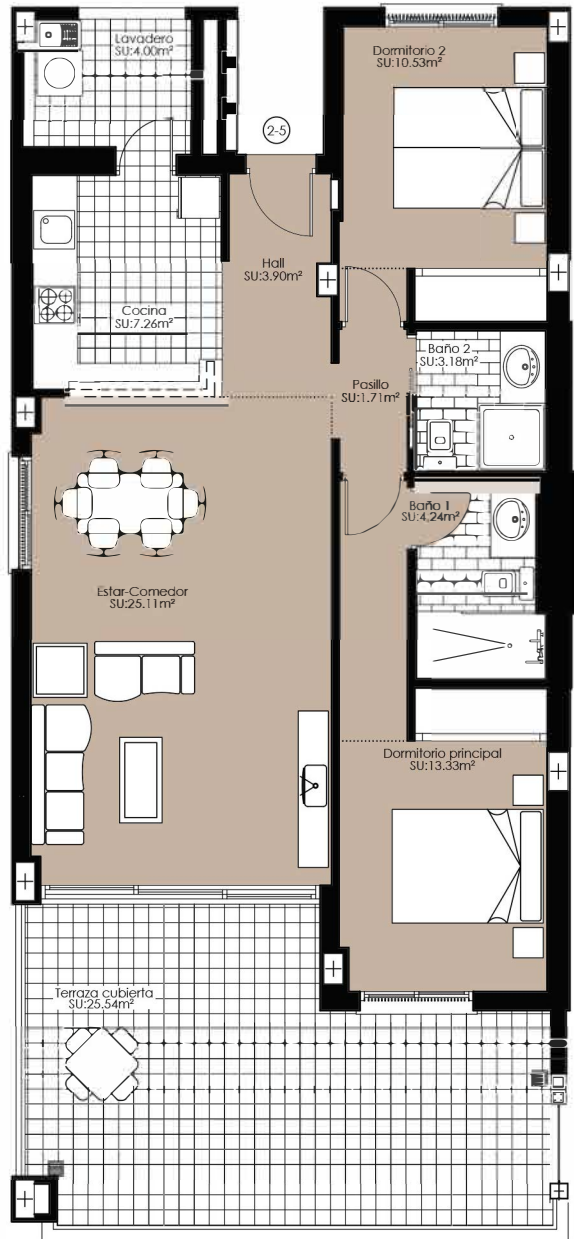 Lavadero
SU:4.00m²
Dormitorio 2
SU:10.53m²
2-5
Hall
SU:3.90m²
Cocina
SU:7.26m²
Baño 2
SU:3.18m²
Pasillo
SU:1.71m²
Baño 1
SU:4.24m²
Estar-Comedor
SU:25.11m²
Dormitorio principal
SU:13.33m²
Terraza cubierta
SU:25.54m²